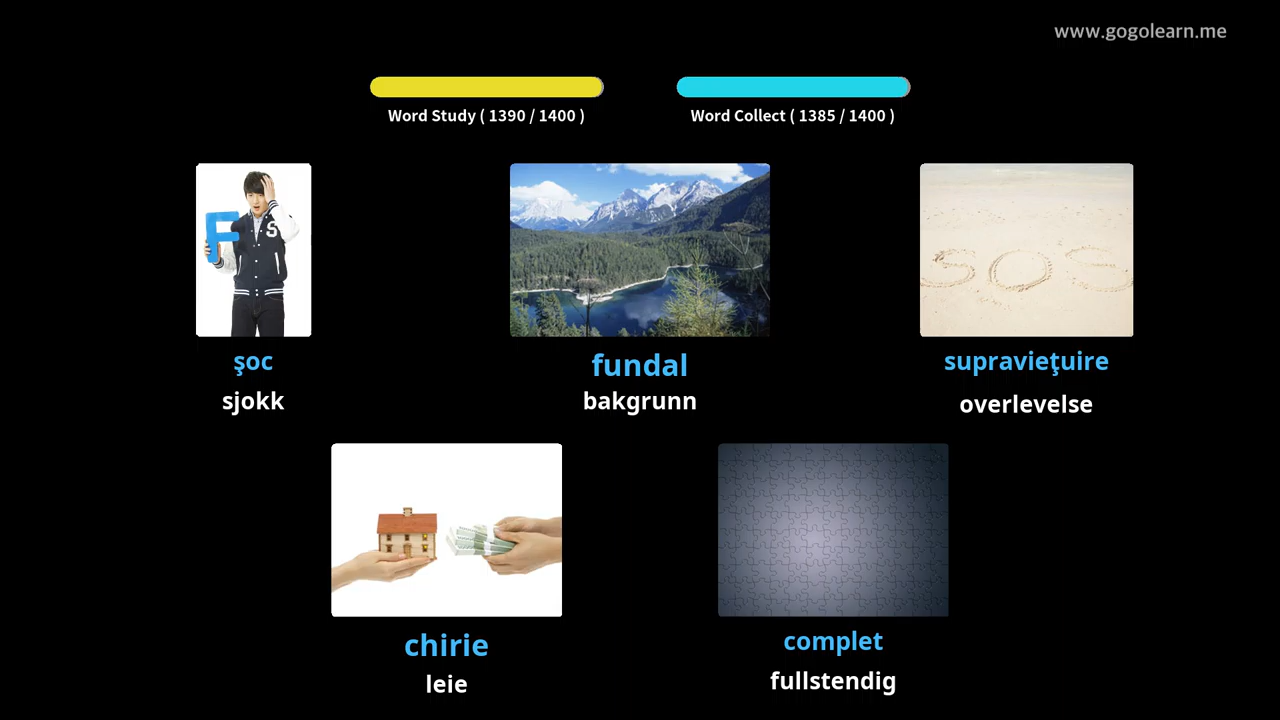 www.gogolearn.me
Word Study ( 1390 / 1400 )
Word Collect ( 1385 / 1400 )
F
S
SOS
şoc
fundal
supravieţuire
sjokk
bakgrunn
overlevelse
chirie
complet
leie
fullstendig